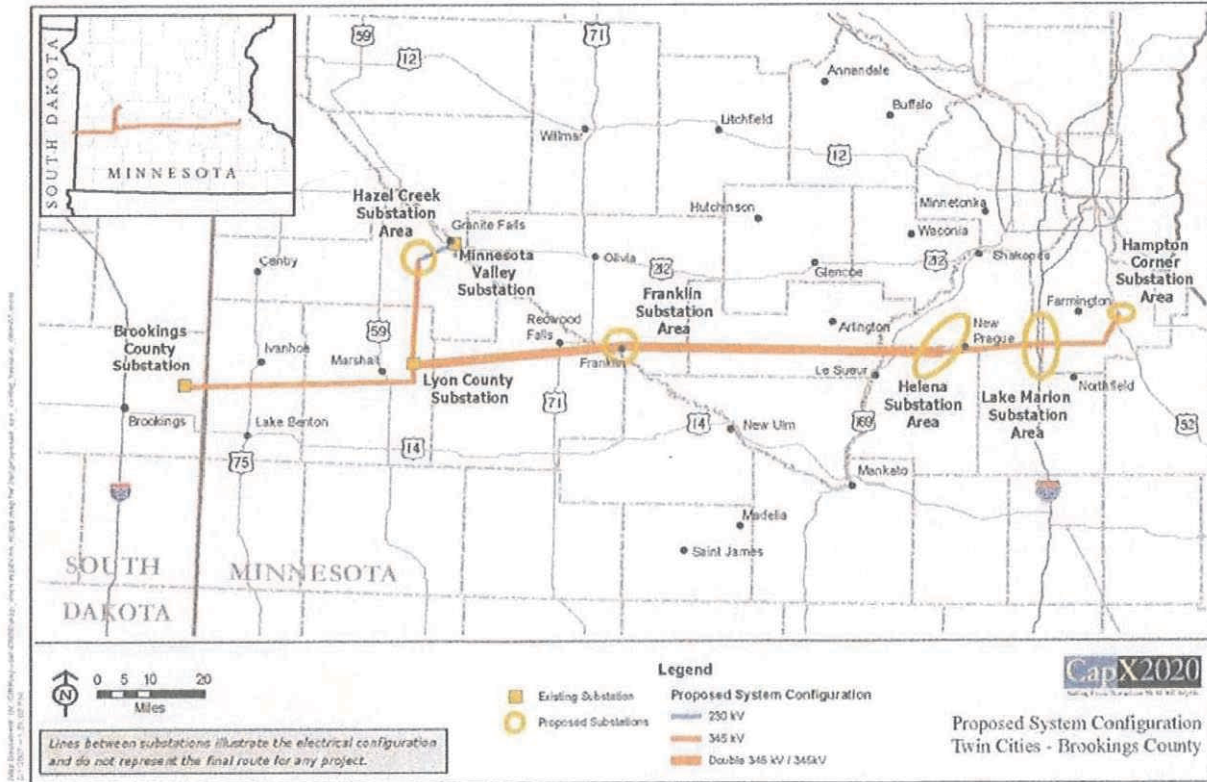 SOUTH DAKOTA
MINNESOTA
59
12
71
Annandale
Buffalo
Willmar
Litchfield
12
Hazel Creek
Substation
Area
Granite Falls
Minnesota
Valley
Substation
Hutchinson
Minnetonka
Waconia
Shakopee
Hampton
Corner
Substation
Area
Canby
Olivia
212
Glencoe
212
Farmington
Franklin
Substation
Area
Redwood
Falls
Arlington
New
Prague
Brookings
County
Substation
Ivanhoe
59
Marshall
Franklin
Le Sueur
Lyon County
Substation
Helena
Substation
Area
Lake Marion
Substation
Area
Northfield
Brookings
Lake Benton
71
14
New Ulm
169
52
75
14
Mankato
Madelia
Saint James
SOUTH
DAKOTA
MINNESOTA
N
0 5 10 20
Miles
Lines between substations illustrate the electrical configuration
and do not represent the final route for any project.
Legend
Existing Substation
Proposed Substations
Proposed System Configuration
230 kV
345 kV
Double 345 kV / 345kV
CapX2020
Proposed System Configuration
Twin Cities - Brookings County